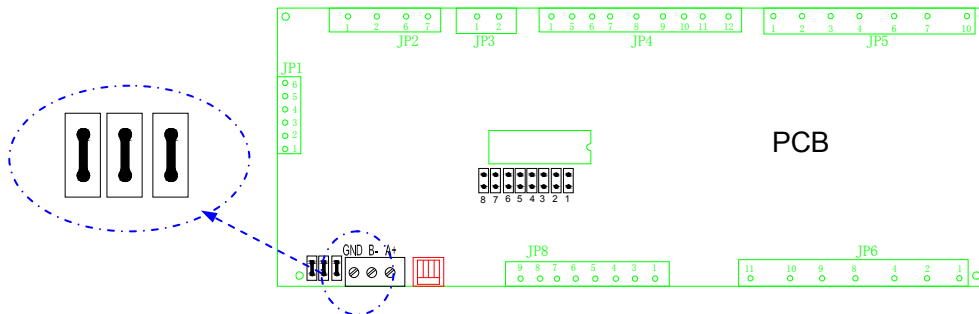 1 2 6 7
JP2
1 2
JP3
1 5 6 7 8 9 10 11 12
JP4
1 2 3 4 6 7 10
JP5
JP1
6
5
4
3
2
1
PCB
8 7 6 5 4 3 2 1
GND B- A+
JP8
9 8 7 6 5 4 3 1
JP6
11 10 9 8 4 2 1